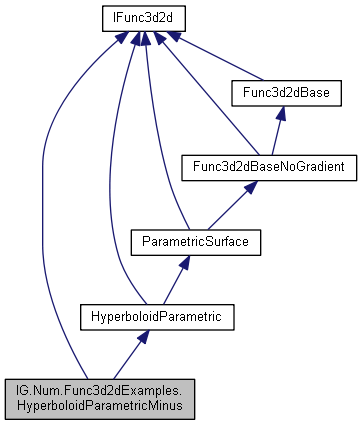 IFunc3d2d
Func3d2dBase
Func3d2dBaseNoGradient
ParametricSurface
HyperboloidParametric
IG.Num.Func3d2dExamples.
HyperboloidParametricMinus